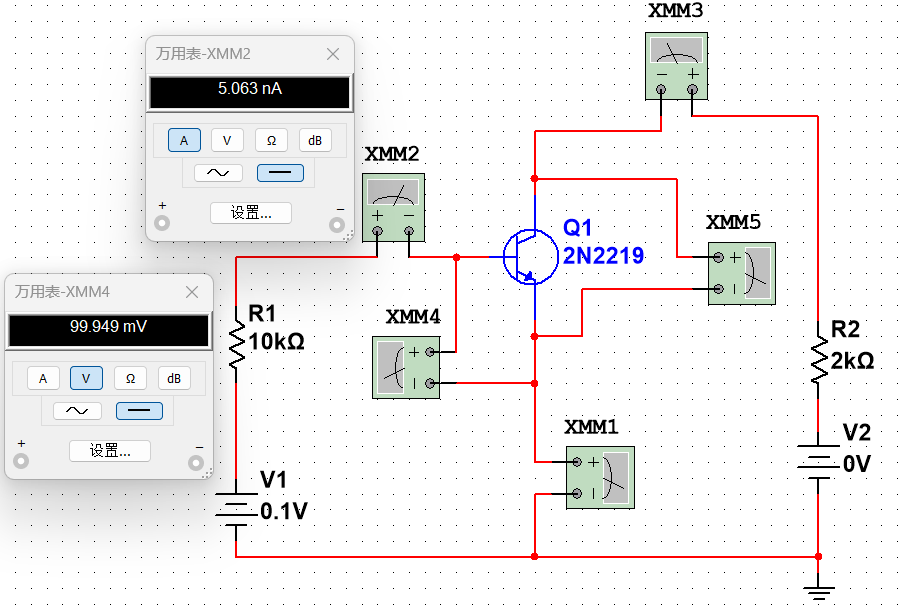 XMM3
万用表-XMM2
5.063 nA
A V Ω dB
+ −
设置...
XMM2
+ −
− +
Q1
2N2219
XMM5
+
−
万用表-XMM4
99.949 mV
A V Ω dB
+ −
设置...
R1
10kΩ
XMM4
+
−
R2
2kΩ
XMM1
+
−
V1
0.1V
V2
0V